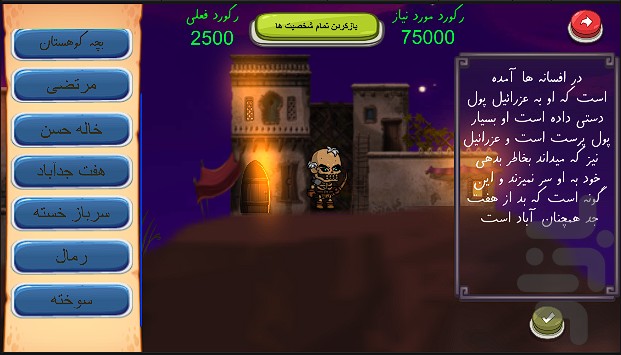 رکورد مورد نیاز
75000
بازکردن تمام شخصیت ها
رکورد فعلی
2500
در افسانه ها آمده
است که او به عزرائیل پول
دستی داده است او بسیار
پول پرست است و عزرائیل
نیز که میداند بخاطر بدهی
خود به او سر نمیزند و این
گونه است که بد از هفت
جد همچنان آباد است
بچه کوهستان
مرتضی
خاله حسن
هفت جدآباد
سرباز خسته
رمال
سوخته